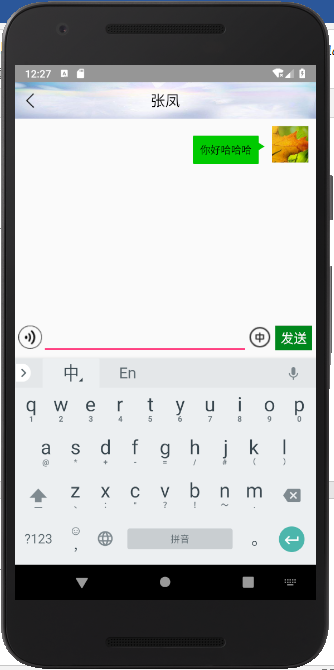 12:27
张凤
你好哈哈哈
中 发送
中 En
q w e r t y u i o p
1 2 3 4 5 6 7 8 9 0
a s d f g h j k l
@ * + - = / # ( )
z x c v b n m
、 : " ? ! ～ .
?123 , 拼音 。